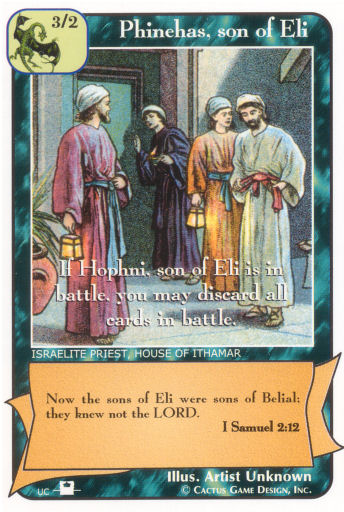 3/2
Phinehas, son of Eli
If Hophni, son of Eli is in
battle, you may discard all
cards in battle.
ISRAELITE PRIEST, HOUSE OF ITHAMAR
Now the sons of Eli were sons of Belial;
they knew not the LORD.
I Samuel 2:12
Illus. Artist Unknown
UC
© CACTUS GAME DESIGN, INC.